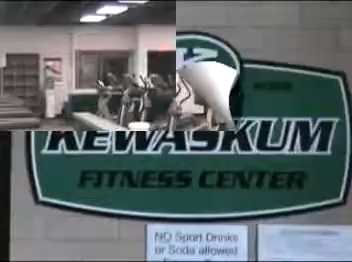 KEWASKUM
FITNESS CENTER
NO Sport Drinks
or Soda allowed